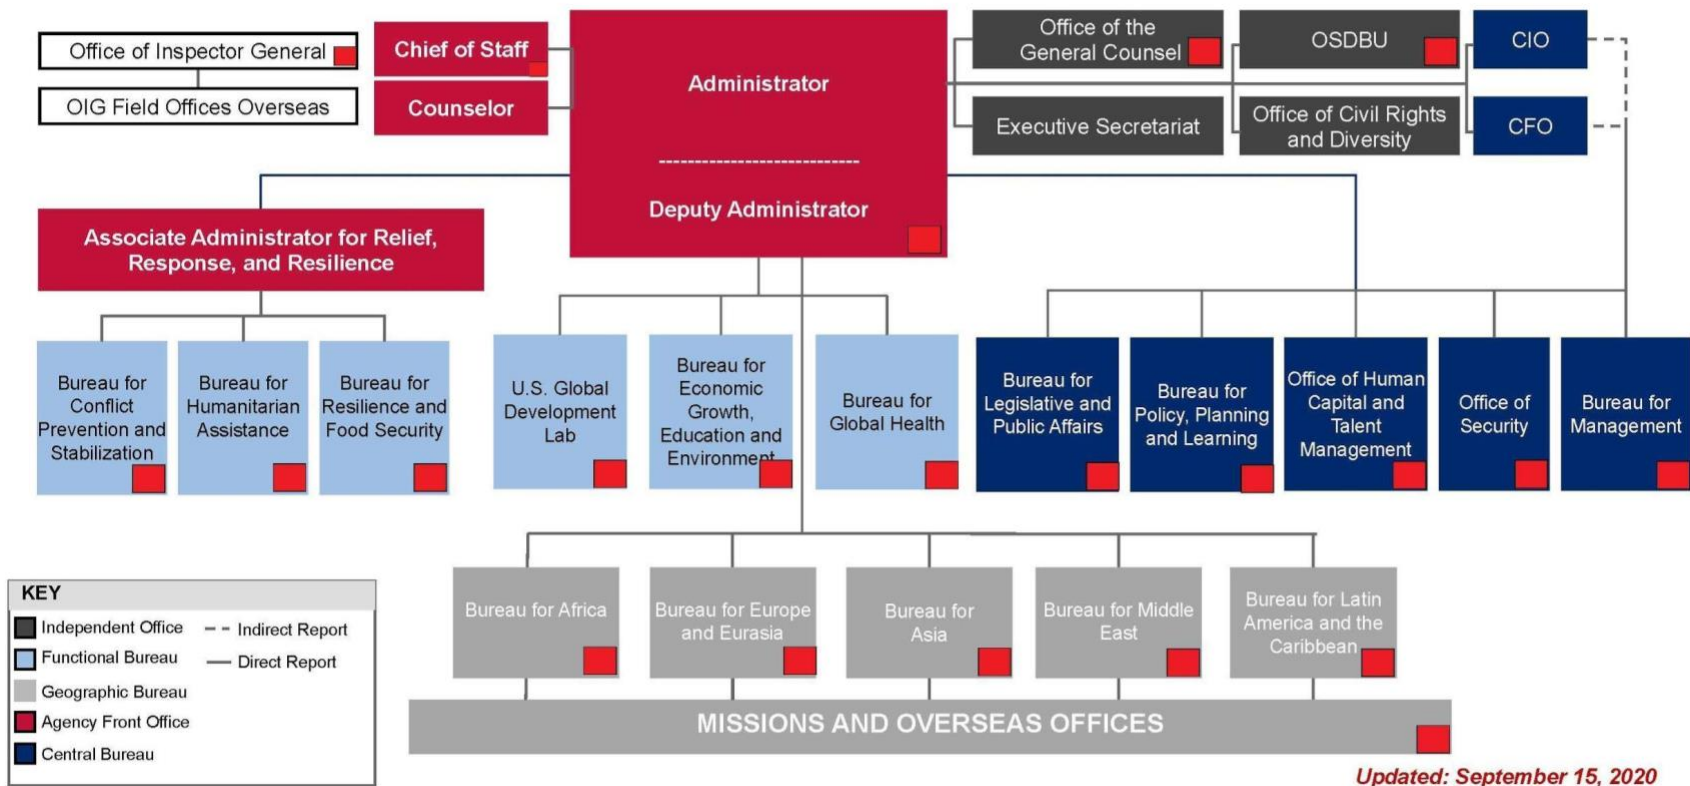 Office of Inspector General
OIG Field Offices Overseas
Chief of Staff
Counselor
Administrator
----------------------------
Deputy Administrator
Office of the
General Counsel
Executive Secretariat
OSDBU
Office of Civil Rights
and Diversity
CIO
CFO
Associate Administrator for Relief,
Response, and Resilience
Bureau for
Conflict
Prevention and
Stabilization
Bureau for
Humanitarian
Assistance
Bureau for
Resilience and
Food Security
U.S. Global
Development
Lab
Bureau for
Economic
Growth,
Education and
Environment
Bureau for
Global Health
Bureau for
Legislative and
Public Affairs
Bureau for
Policy, Planning
and Learning
Office of Human
Capital and
Talent
Management
Office of
Security
Bureau for
Management
Bureau for Africa
Bureau for Europe
and Eurasia
Bureau for
Asia
Bureau for Middle
East
Bureau for Latin
America and the
Caribbean
MISSIONS AND OVERSEAS OFFICES
KEY
Independent Office
Functional Bureau
Geographic Bureau
Agency Front Office
Central Bureau
Indirect Report
Direct Report
Updated: September 15, 2020